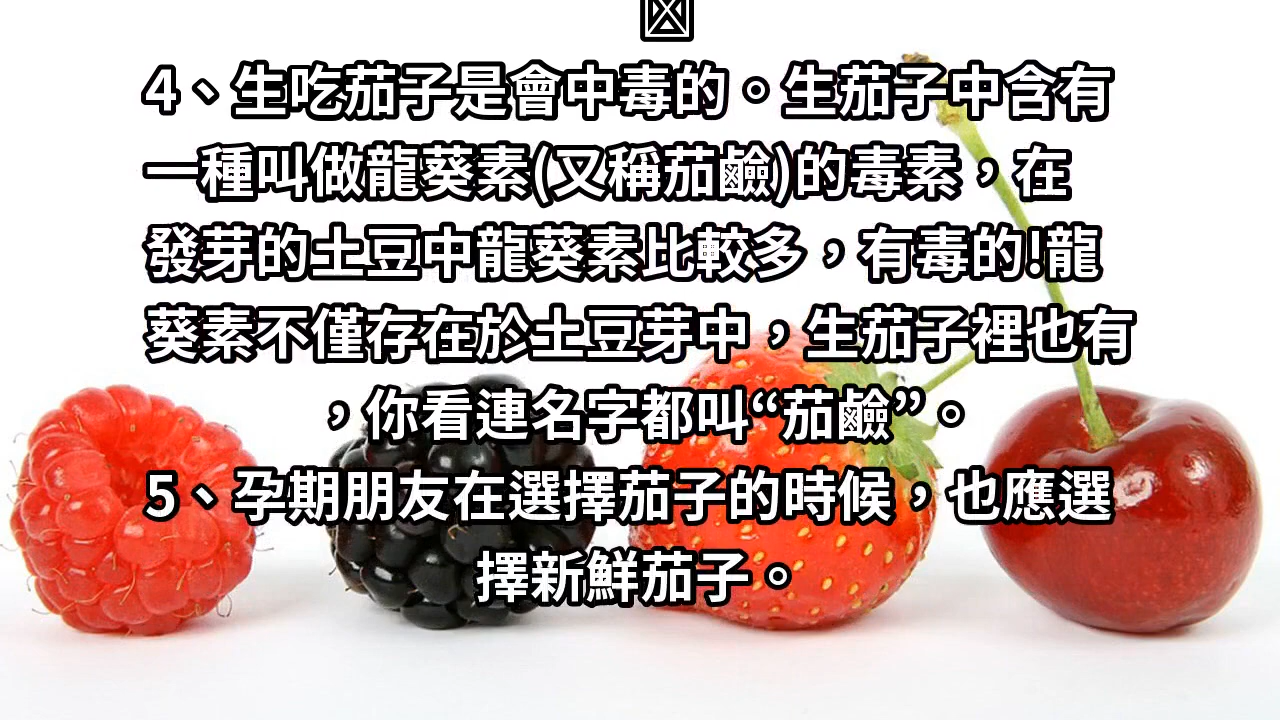 4、生吃茄子是會中毒的。生茄子中含有
一種叫做龍葵素(又稱茄鹼)的毒素，在
發芽的土豆中龍葵素比較多，有毒的!龍
葵素不僅存在於土豆芽中，生茄子裡也有
，你看連名字都叫“茄鹼”。
5、孕期朋友在選擇茄子的時候，也應選
擇新鮮茄子。